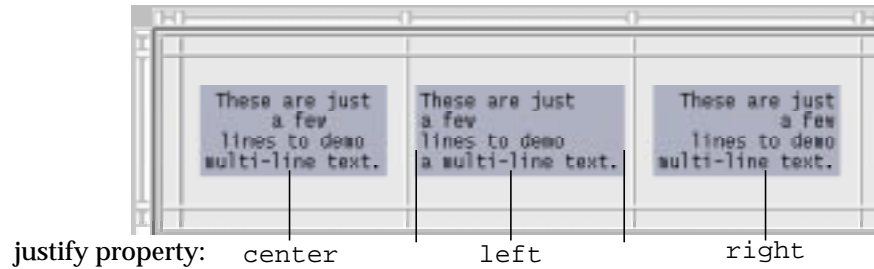 These are just
a few
lines to demo
multi-line text.
These are just
a few
lines to demo
a multi-line text.
These are just
a few
lines to demo
multi-line text.
justify property: center left right